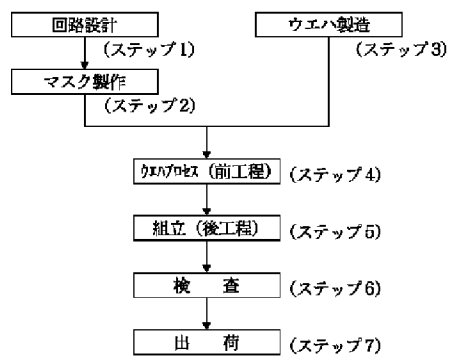 回路設計
(ステップ1)
ウエハ製造
(ステップ3)
マスク製作
(ステップ2)
ｳｴﾊﾌﾟﾛｾｽ (前工程)
(ステップ4)
組立 (後工程)
(ステップ5)
検　査
(ステップ6)
出　荷
(ステップ7)